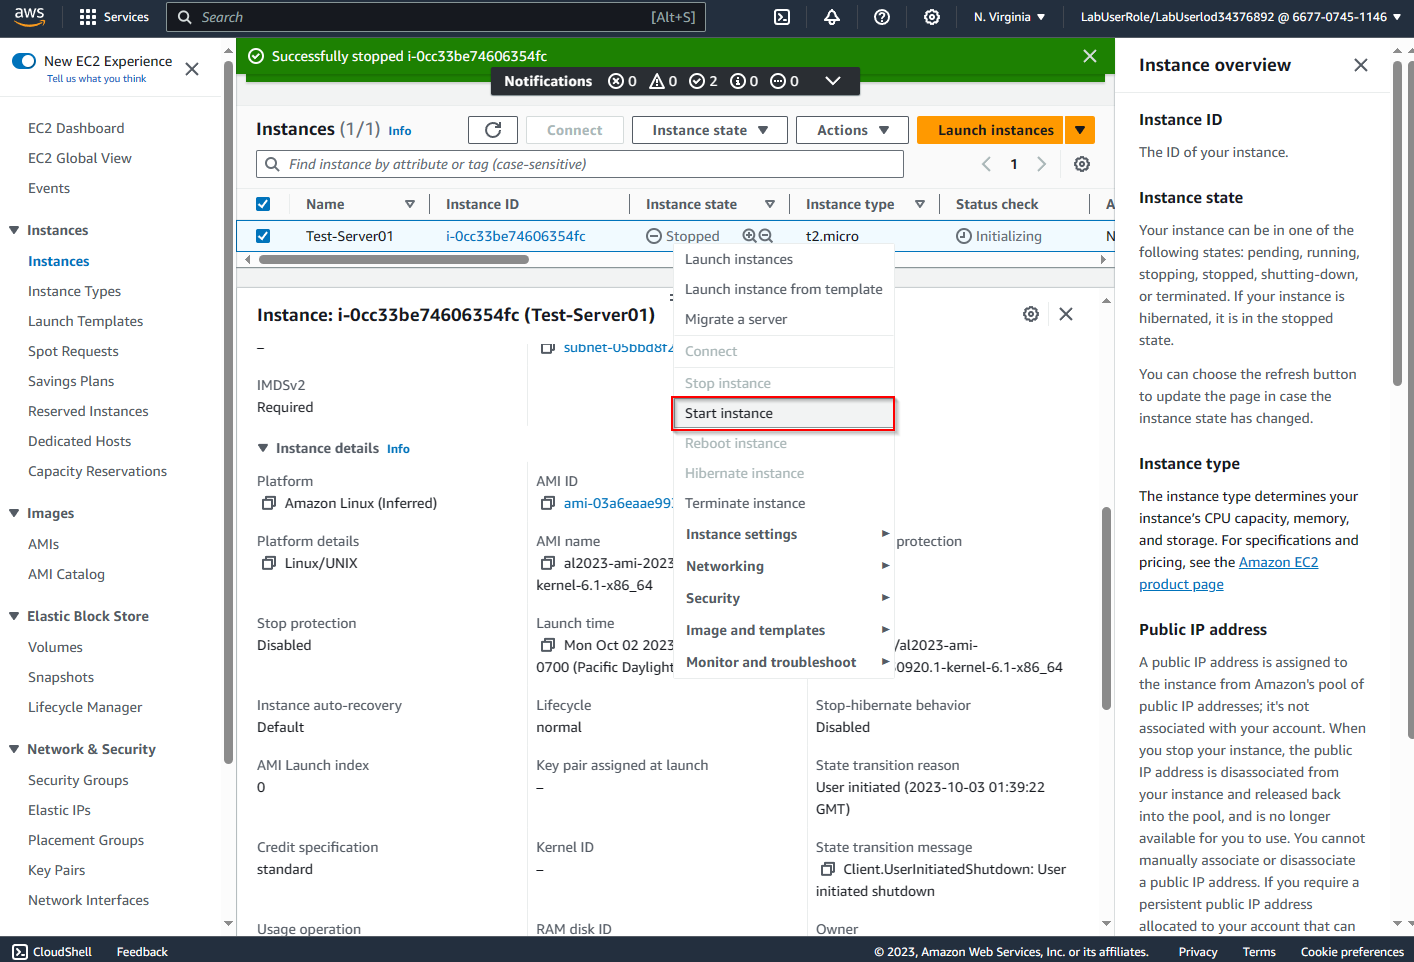 aws
Services
Search
[Alt+S]
N. Virginia
LabUserRole/LabUserlod34376892 @ 6677-0745-1146
New EC2 Experience
Tell us what you think
EC2 Dashboard
EC2 Global View
Events
Instances
Instances
Instance Types
Launch Templates
Spot Requests
Savings Plans
Reserved Instances
Dedicated Hosts
Capacity Reservations
Images
AMIs
AMI Catalog
Elastic Block Store
Volumes
Snapshots
Lifecycle Manager
Network & Security
Security Groups
Elastic IPs
Placement Groups
Key Pairs
Network Interfaces
Successfully stopped i-0cc33be74606354fc
Notifications 0 0 2 0 0
Instances (1/1) Info
Connect
Instance state
Actions
Launch instances
Find instance by attribute or tag (case-sensitive)
1
Name Instance ID Instance state Instance type Status check A
Test-Server01 i-0cc33be74606354fc Stopped t2.micro Initializing N
Launch instances
Launch instance from template
Migrate a server
Connect
Stop instance
Start instance
Reboot instance
Hibernate instance
Terminate instance
Instance settings
Networking
Security
Image and templates
Monitor and troubleshoot
Instance: i-0cc33be74606354fc (Test-Server01)
–
subnet-05bbd8f2
IMDSv2
Required
Instance details Info
Platform
Amazon Linux (Inferred)
AMI ID
ami-03a6eaae993
Platform details
Linux/UNIX
AMI name
al2023-ami-2023
kernel-6.1-x86_64
protection
Stop protection
Disabled
Launch time
Mon Oct 02 2023
0700 (Pacific Daylight
/al2023-ami-
0920.1-kernel-6.1-x86_64
Instance auto-recovery
Default
Lifecycle
normal
Stop-hibernate behavior
Disabled
AMI Launch index
0
Key pair assigned at launch
–
State transition reason
User initiated (2023-10-03 01:39:22
GMT)
Credit specification
standard
Kernel ID
–
State transition message
Client.UserInitiatedShutdown: User
initiated shutdown
Usage operation
RAM disk ID
Owner
Instance overview
Instance ID
The ID of your instance.
Instance state
Your instance can be in one of the
following states: pending, running,
stopping, stopped, shutting-down,
or terminated. If your instance is
hibernated, it is in the stopped
state.
You can choose the refresh button
to update the page in case the
instance state has changed.
Instance type
The instance type determines your
instance's CPU capacity, memory,
and storage. For specifications and
pricing, see the Amazon EC2
product page
Public IP address
A public IP address is assigned to
the instance from Amazon's pool of
public IP addresses; it's not
associated with your account. When
you stop your instance, the public
IP address is disassociated from
your instance and released back
into the pool, and is no longer
available for you to use. You cannot
manually associate or disassociate
a public IP address. If you require a
persistent public IP address
allocated to your account that can
CloudShell
Feedback
© 2023, Amazon Web Services, Inc. or its affiliates.
Privacy
Terms
Cookie preferences